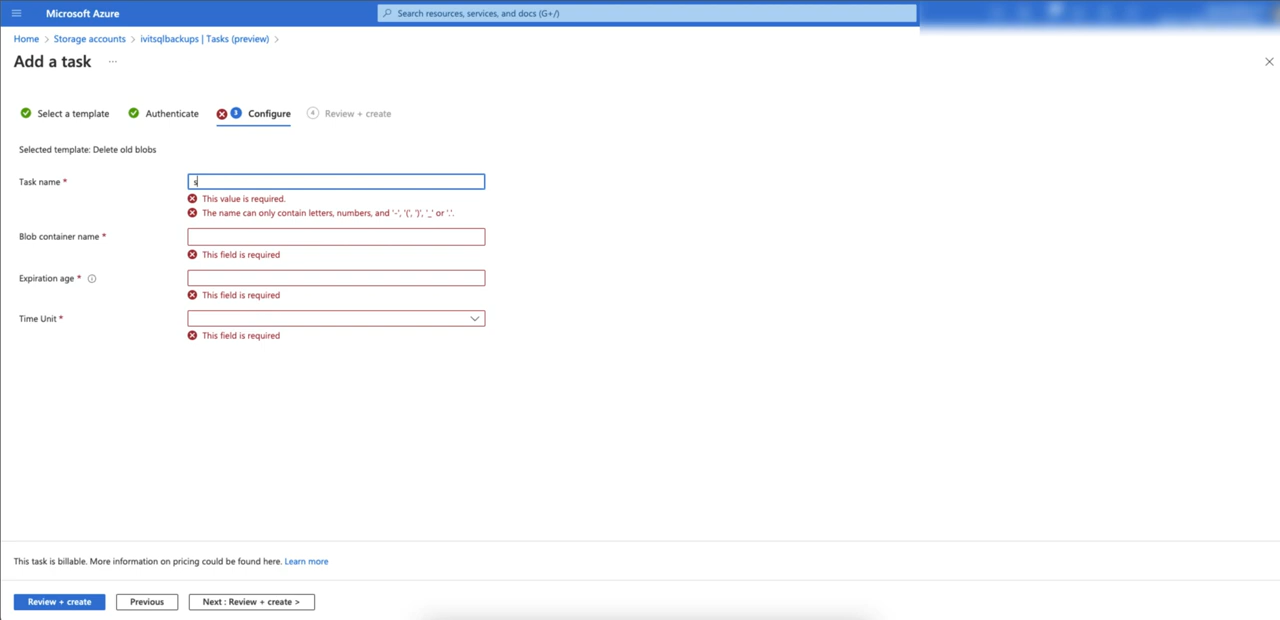 Microsoft Azure
Search resources, services, and docs (G+/)
Home > Storage accounts > ivitsqlbackups | Tasks (preview) >
Add a task ...
Select a template
Authenticate
3 Configure
4 Review + create
Selected template: Delete old blobs
Task name * s
This value is required.
The name can only contain letters, numbers, and '-', '(', ')', '_' or '.'.
Blob container name *
This field is required
Expiration age *
This field is required
Time Unit *
This field is required
This task is billable. More information on pricing could be found here. Learn more
Review + create
Previous
Next : Review + create >